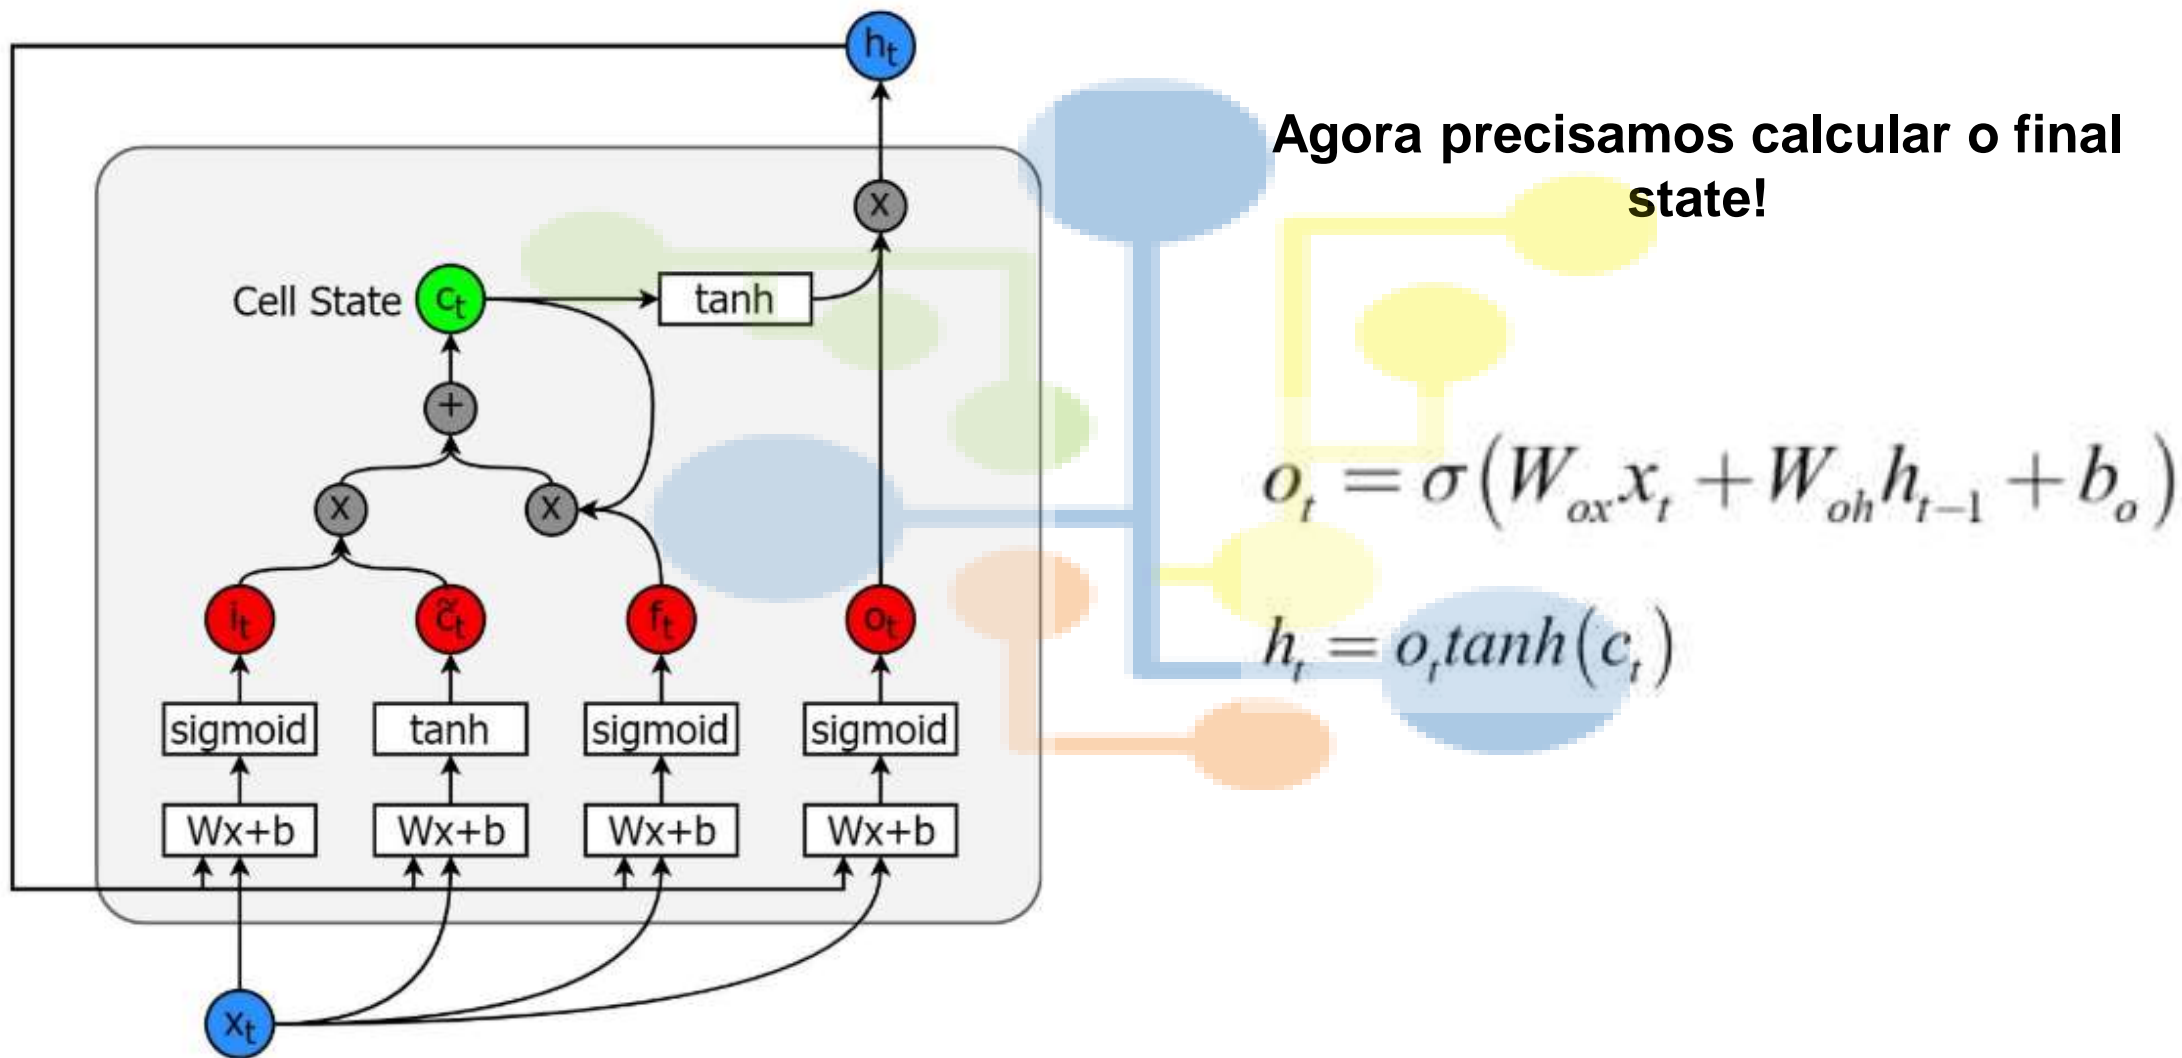 h_t
Agora precisamos calcular o final
state!
x
Cell State c_t tanh
+
x x
o_t = σ(W_ox x_t + W_oh h_{t−1} + b_o)
i_t c̃_t f_t o_t
h_t = o_t tanh(c_t)
sigmoid tanh sigmoid sigmoid
Wx+b Wx+b Wx+b Wx+b
x_t